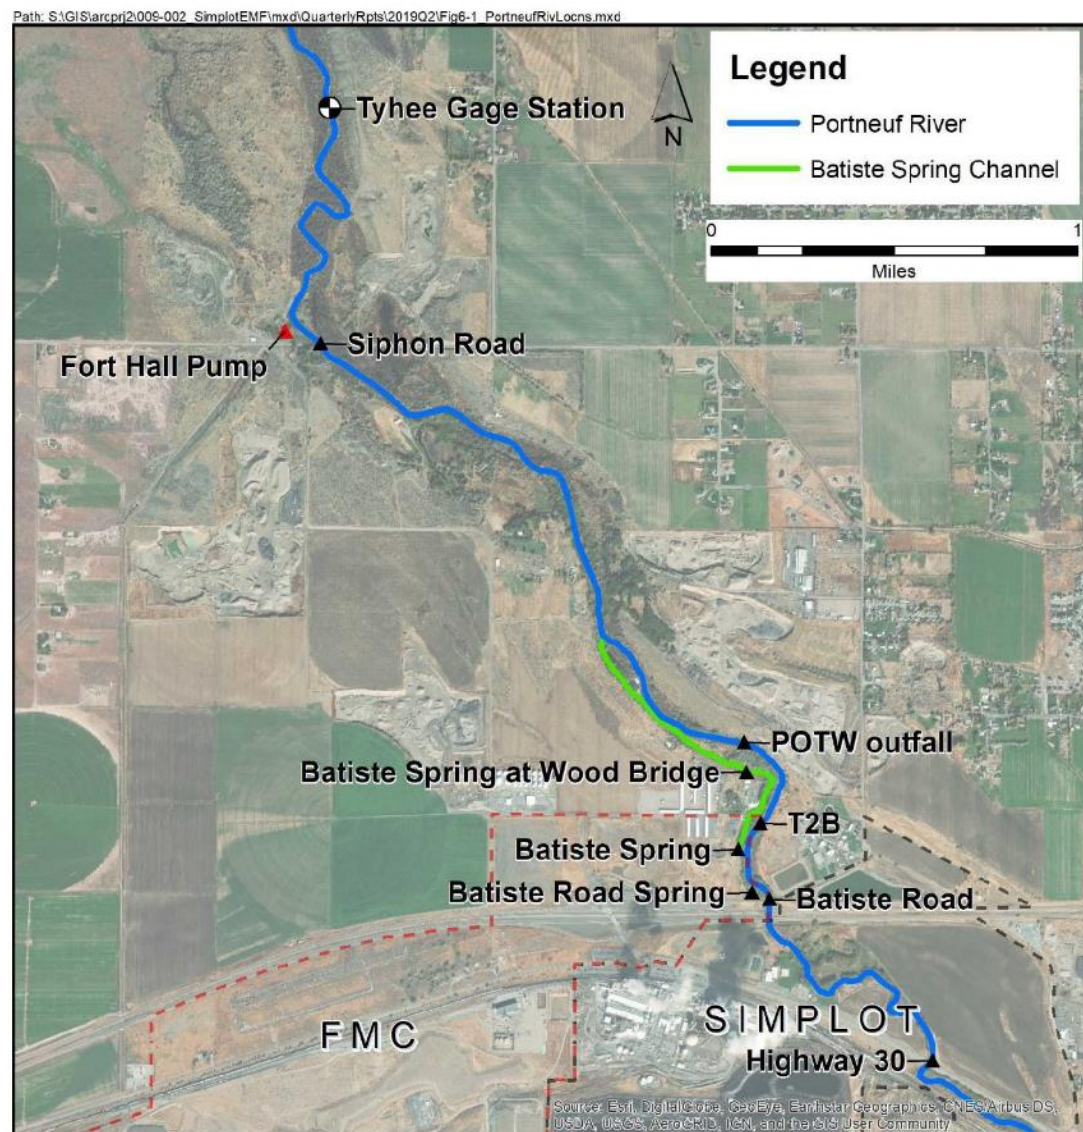 Path: S:\GIS\arcprj2\009-002_SimplotEMF\mxd\QuarterlyRpts\2019Q2\Fig6-1_PortneufRivLocns.mxd
Legend
Portneuf River
Batiste Spring Channel
0 1
Miles
N
Tyhee Gage Station
Siphon Road
Fort Hall Pump
POTW outfall
Batiste Spring at Wood Bridge
T2B
Batiste Spring
Batiste Road Spring
Batiste Road
SIMPLOT
FMC
Highway 30
Source: Esri, DigitalGlobe, GeoEye, Earthstar Geographics, CNES/Airbus DS,
USDA, USGS, AeroGRID, IGN, and the GIS User Community